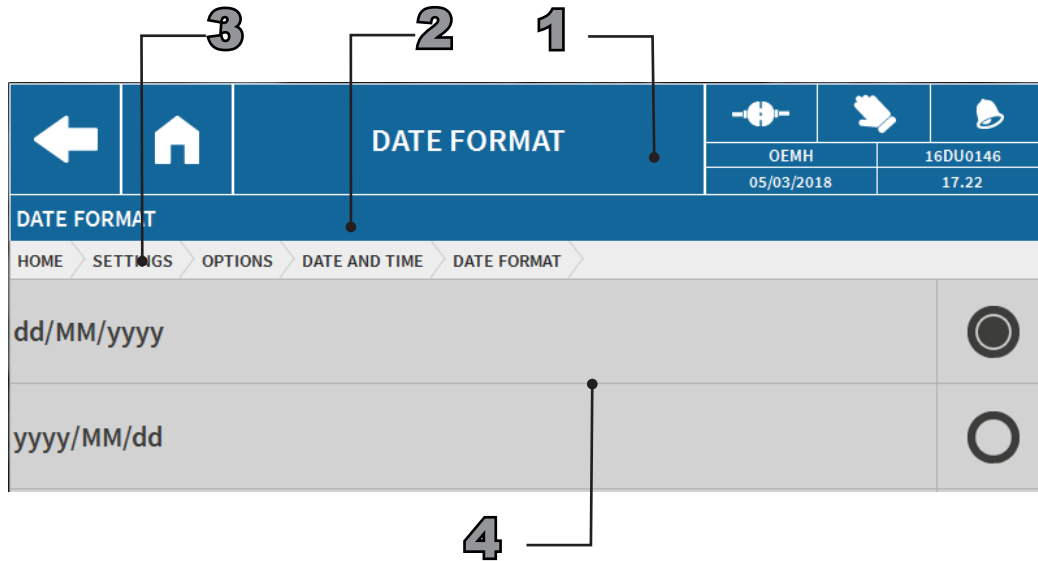 3 2 1
DATE FORMAT
OEMH 16DU0146
05/03/2018 17.22
DATE FORMAT
HOME SETTINGS OPTIONS DATE AND TIME DATE FORMAT
dd/MM/yyyy
yyyy/MM/dd
4